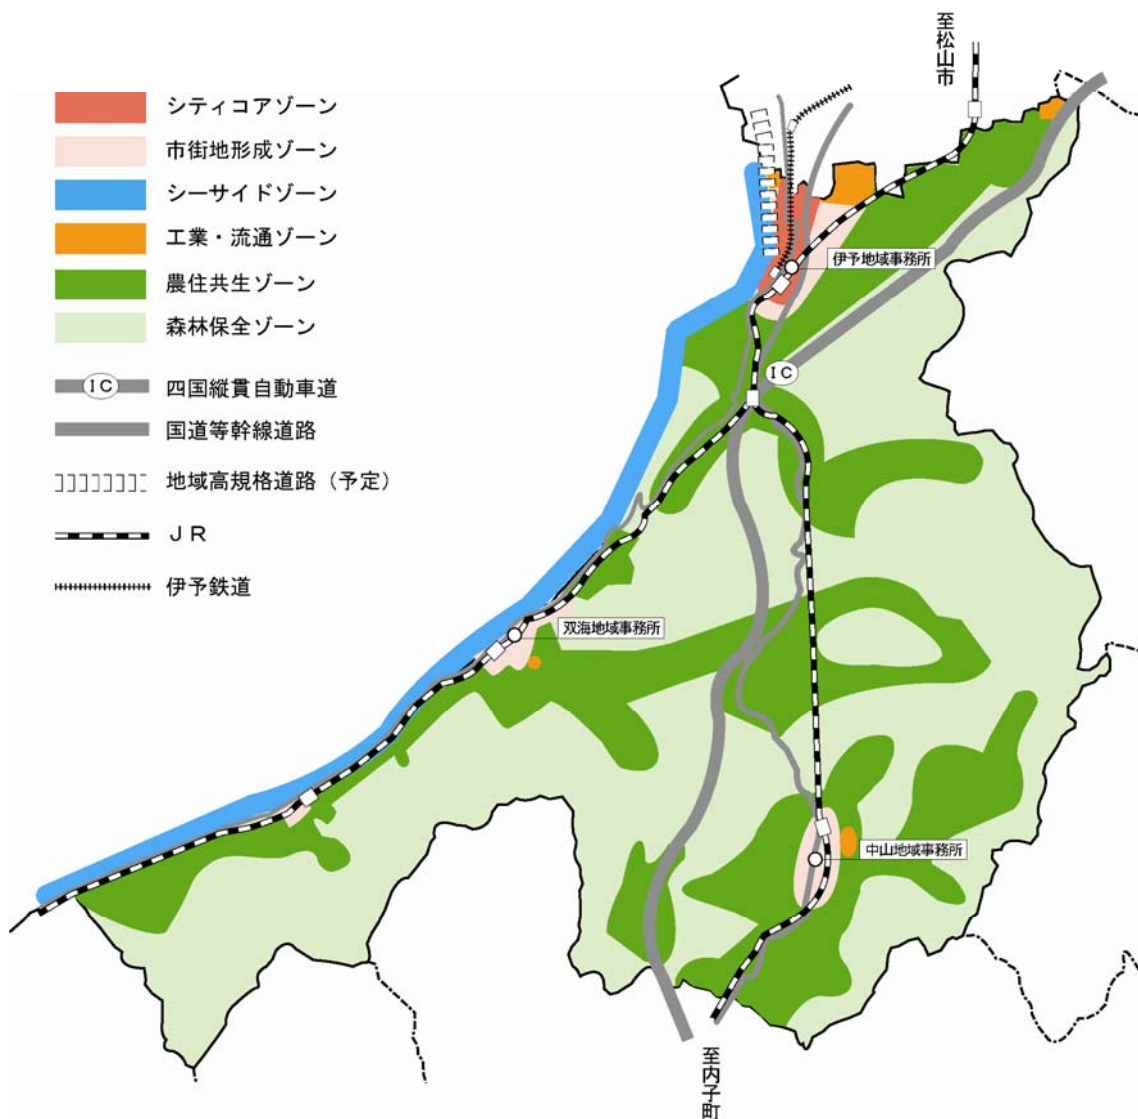 至松山市
シティコアゾーン
市街地形成ゾーン
シーサイドゾーン
工業・流通ゾーン
農住共生ゾーン
森林保全ゾーン
ＩＣ
四国縦貫自動車道
国道等幹線道路
地域高規格道路（予定）
ＪＲ
伊予鉄道
伊予地域事務所
ＩＣ
双海地域事務所
中山地域事務所
至内子町